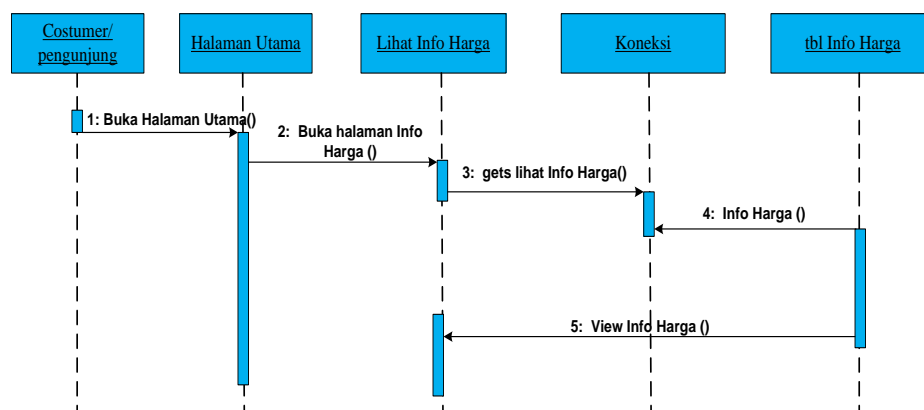 Costumer/
pengunjung
Halaman Utama
Lihat Info Harga
Koneksi
tbl Info Harga
1: Buka Halaman Utama()
2: Buka halaman Info
Harga ()
3: gets lihat Info Harga()
4: Info Harga ()
5: View Info Harga ()